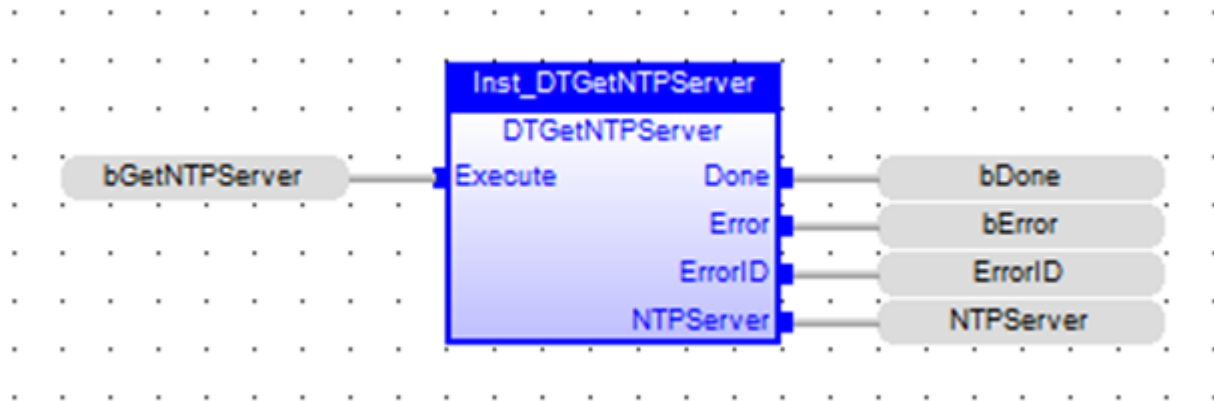 Inst_DTGetNTPServer
DTGetNTPServer
bGetNTPServer Execute Done bDone
Error bError
ErrorID ErrorID
NTPServer NTPServer